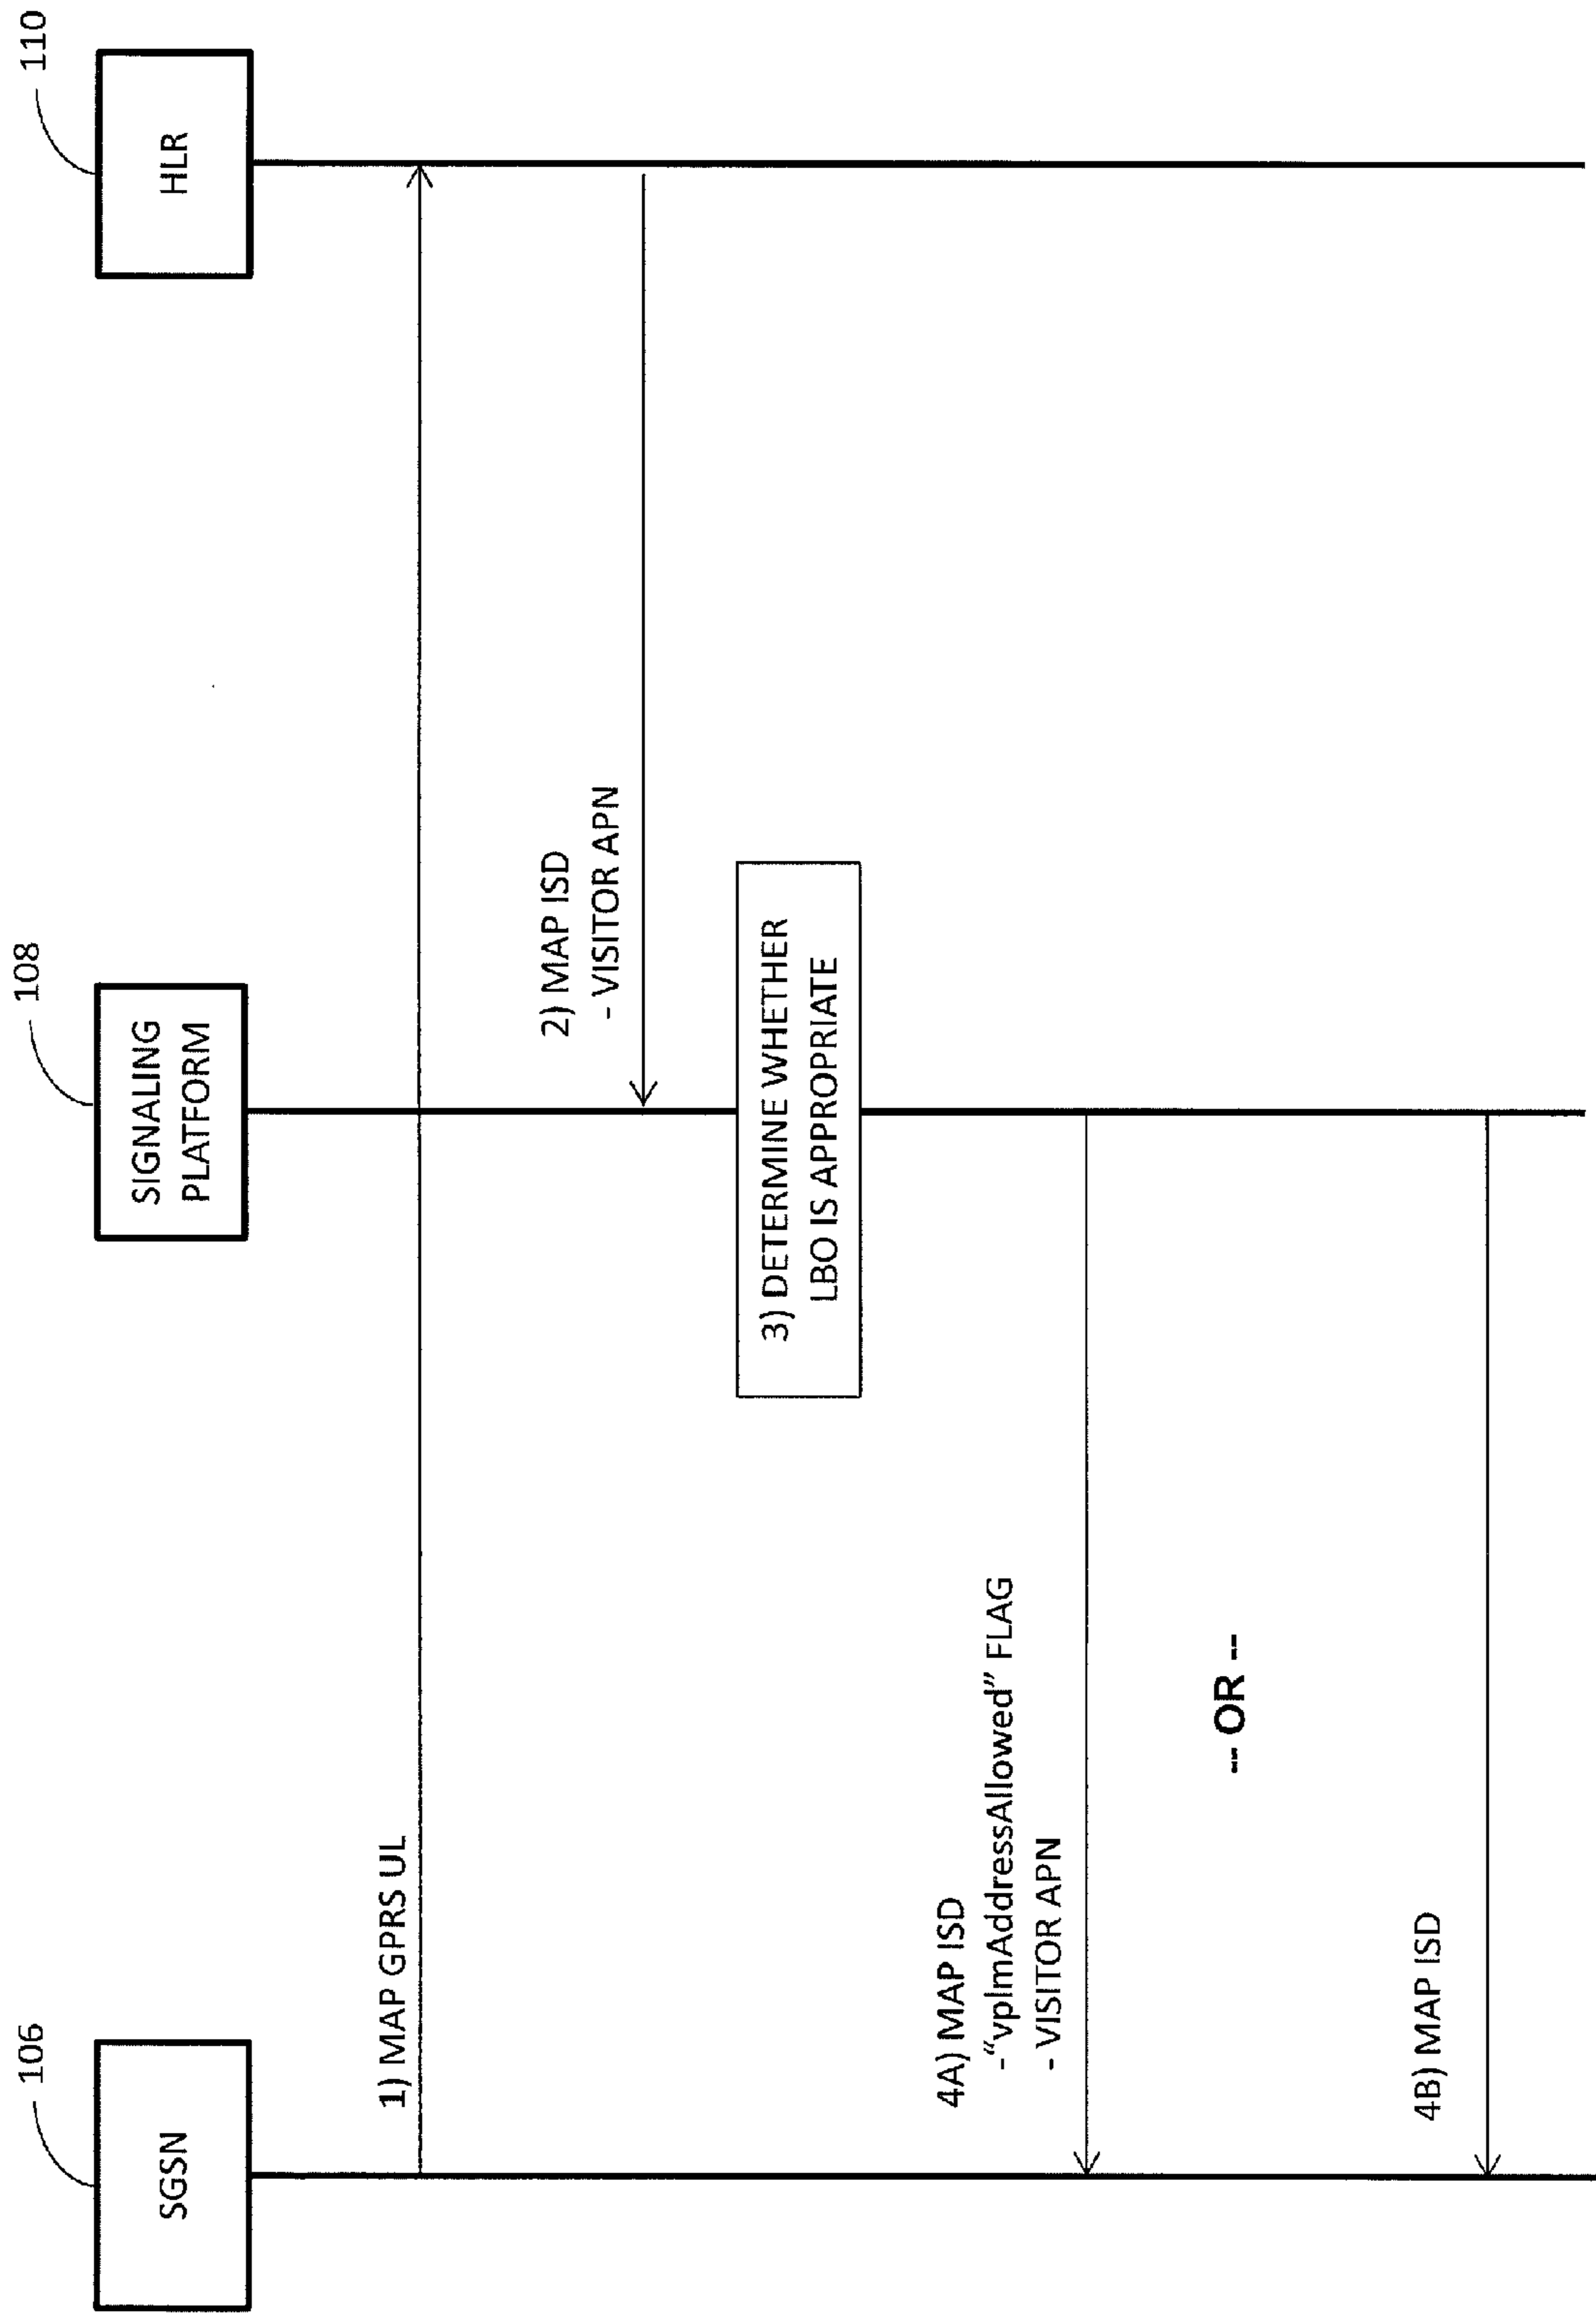 106
108
110
SGSN
SIGNALING
PLATFORM
HLR
1) MAP GPRS UL
2) MAP ISD
- VISITOR APN
3) DETERMINE WHETHER
LBO IS APPROPRIATE
4A) MAP ISD
-“vplmAddressAllowed” FLAG
- VISITOR APN
-- OR --
4B) MAP ISD